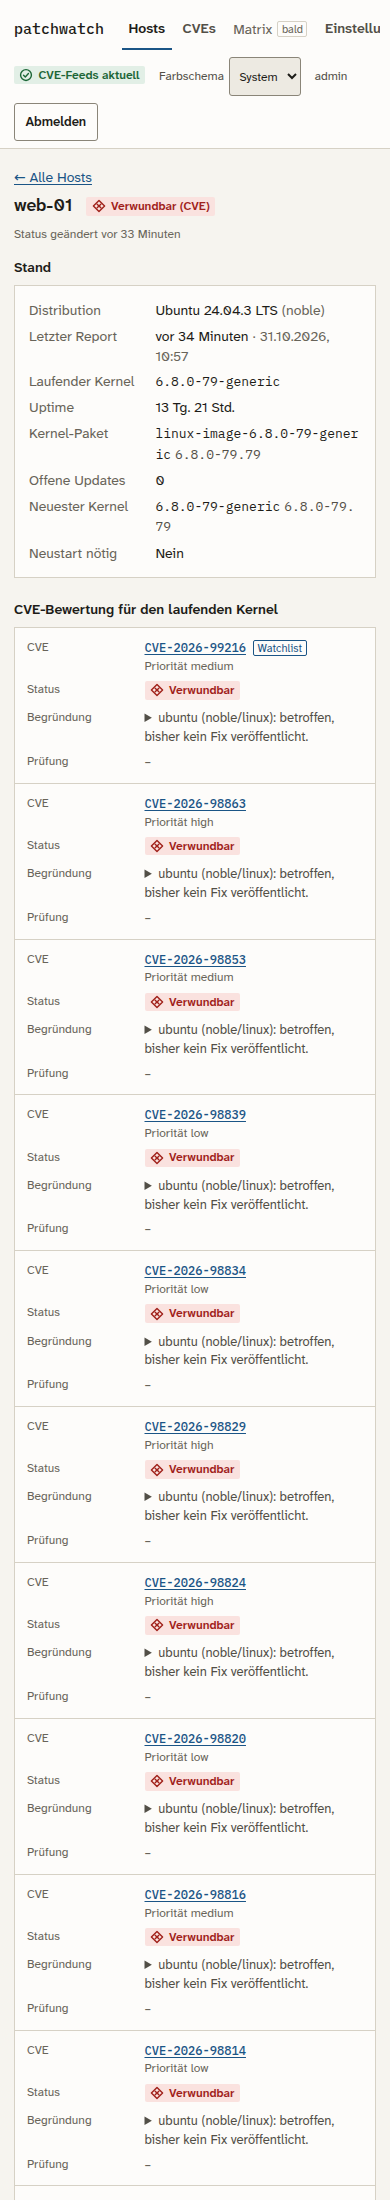 patchwatch Hosts CVEs Matrix bald
CVE-Feeds aktuell Farbschema System admin
Abmelden
← Alle Hosts
web-01 Verwundbar (CVE)
Status geändert vor 33 Minuten
Stand
Distribution Ubuntu 24.04.3 LTS (noble)
Letzter Report vor 34 Minuten · 31.10.2026,
10:57
Laufender Kernel 6.8.0-79-generic
Uptime 13 Tg. 21 Std.
Kernel-Paket linux-image-6.8.0-79-gener
ic 6.8.0-79.79
Offene Updates 0
Neuester Kernel 6.8.0-79-generic 6.8.0-79.
79
Neustart nötig Nein
CVE-Bewertung für den laufenden Kernel
CVE CVE-2026-99216 Watchlist
Priorität medium
Status Verwundbar
Begründung ▶ ubuntu (noble/linux): betroffen,
bisher kein Fix veröffentlicht.
Prüfung –
CVE CVE-2026-98863
Priorität high
Status Verwundbar
Begründung ▶ ubuntu (noble/linux): betroffen,
bisher kein Fix veröffentlicht.
Prüfung –
CVE CVE-2026-98853
Priorität medium
Status Verwundbar
Begründung ▶ ubuntu (noble/linux): betroffen,
bisher kein Fix veröffentlicht.
Prüfung –
CVE CVE-2026-98839
Priorität low
Status Verwundbar
Begründung ▶ ubuntu (noble/linux): betroffen,
bisher kein Fix veröffentlicht.
Prüfung –
CVE CVE-2026-98834
Priorität low
Status Verwundbar
Begründung ▶ ubuntu (noble/linux): betroffen,
bisher kein Fix veröffentlicht.
Prüfung –
CVE CVE-2026-98829
Priorität high
Status Verwundbar
Begründung ▶ ubuntu (noble/linux): betroffen,
bisher kein Fix veröffentlicht.
Prüfung –
CVE CVE-2026-98824
Priorität high
Status Verwundbar
Begründung ▶ ubuntu (noble/linux): betroffen,
bisher kein Fix veröffentlicht.
Prüfung –
CVE CVE-2026-98820
Priorität low
Status Verwundbar
Begründung ▶ ubuntu (noble/linux): betroffen,
bisher kein Fix veröffentlicht.
Prüfung –
CVE CVE-2026-98816
Priorität medium
Status Verwundbar
Begründung ▶ ubuntu (noble/linux): betroffen,
bisher kein Fix veröffentlicht.
Prüfung –
CVE CVE-2026-98814
Priorität low
Status Verwundbar
Begründung ▶ ubuntu (noble/linux): betroffen,
bisher kein Fix veröffentlicht.
Prüfung –